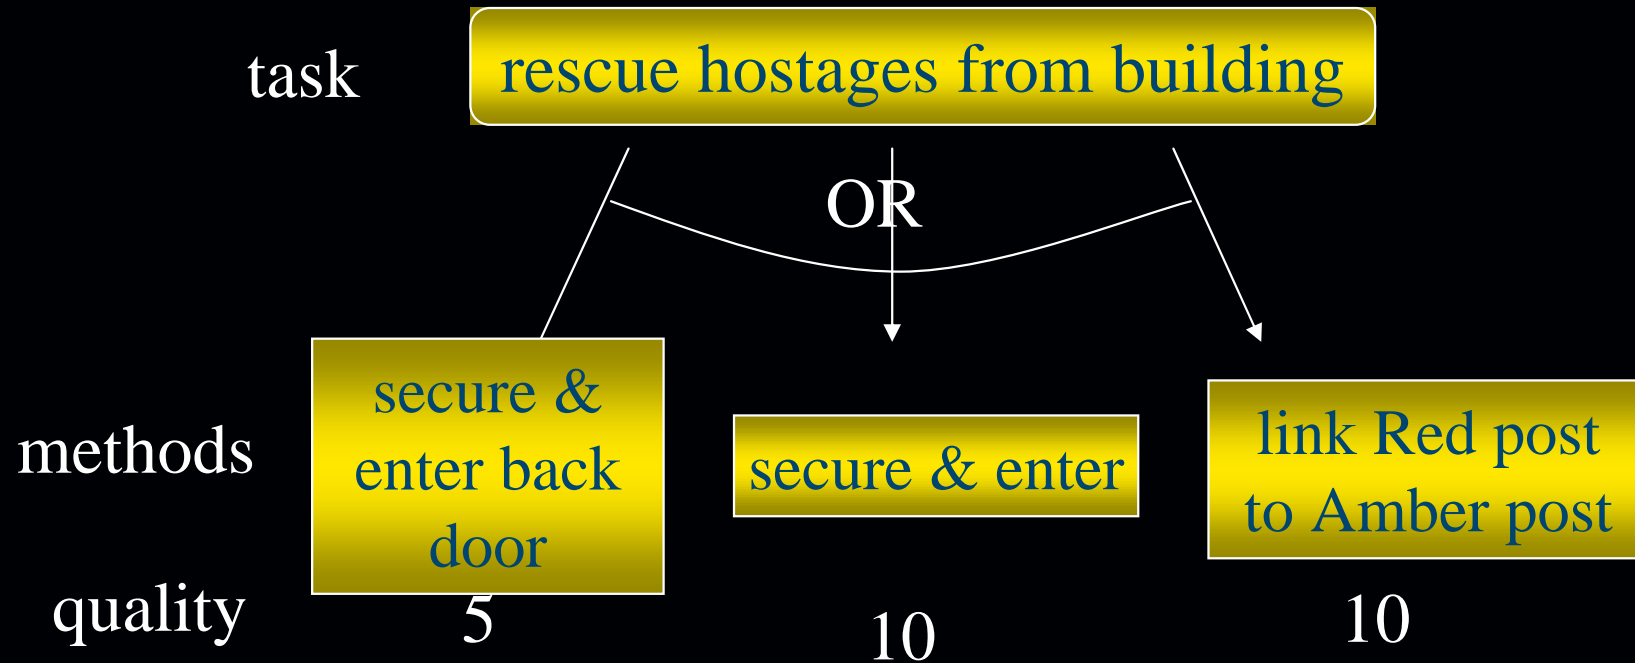 task
rescue hostages from building
OR
methods
secure &
enter back
door
secure & enter
link Red post
to Amber post
quality
5
10
10